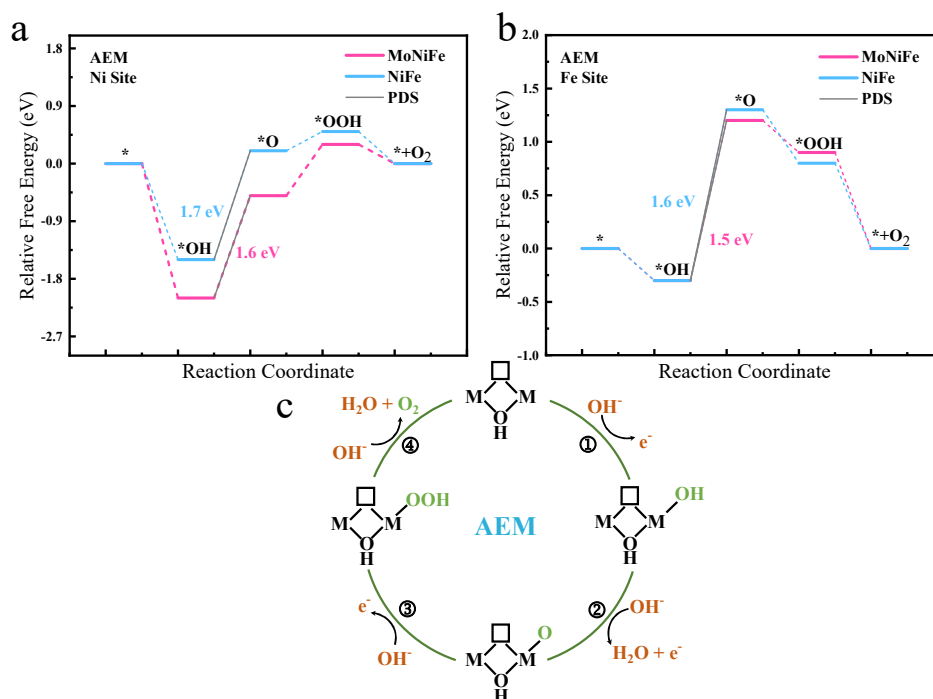 a
AEM
Ni Site
MoNiFe
NiFe
PDS
1.8
0.9
0.0
-0.9
-1.8
-2.7
Relative Free Energy (eV)
*
*OH
*O
*OOH
*+O₂
1.7 eV
1.6 eV
Reaction Coordinate
b
AEM
Fe Site
MoNiFe
NiFe
PDS
2.0
1.5
1.0
0.5
0.0
-0.5
-1.0
Relative Free Energy (eV)
*
*OH
*O
*OOH
*+O₂
1.6 eV
1.5 eV
Reaction Coordinate
c
M M
O
H
OH⁻
①
e⁻
OH
M M
O
H
②
OH⁻
H₂O + e⁻
O
M M
O
H
③
e⁻
OH⁻
OOH
M M
O
H
④
OH⁻
H₂O + O₂
AEM